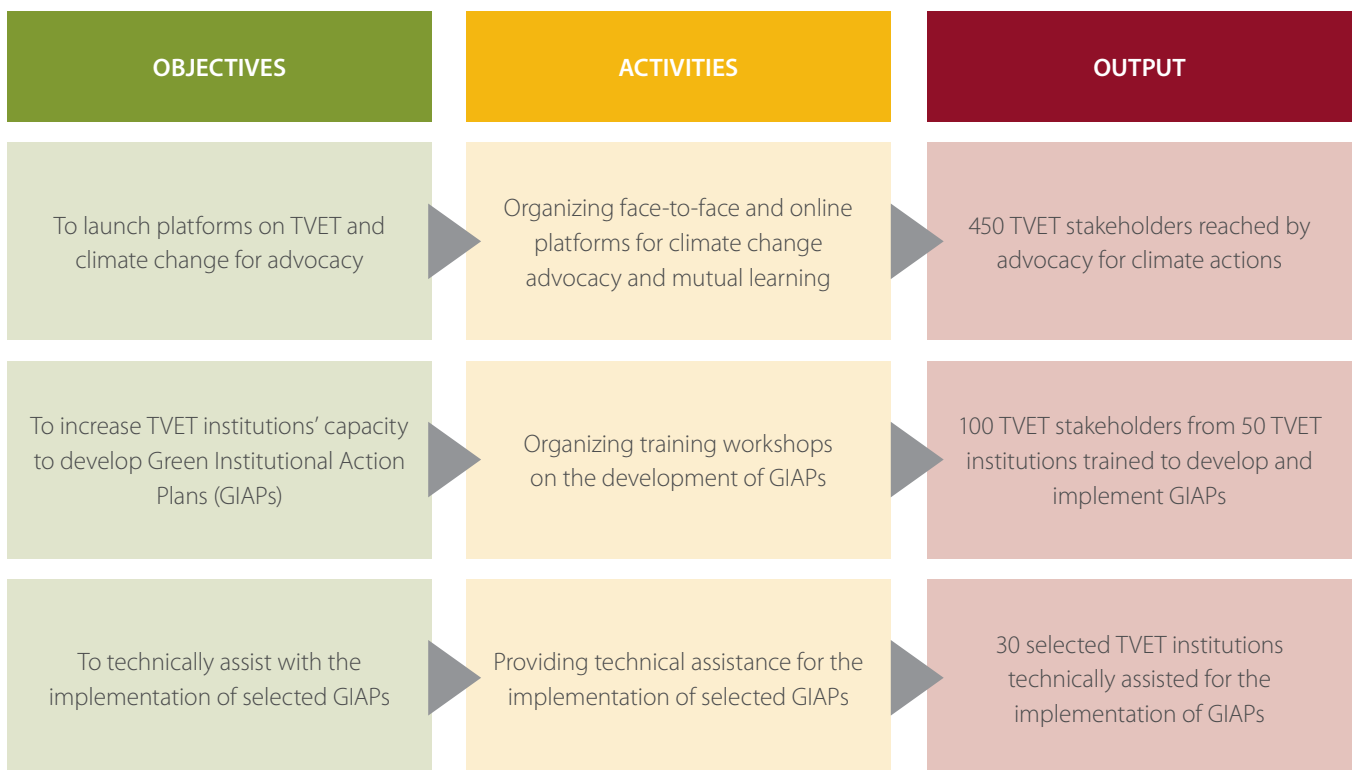 OBJECTIVES
ACTIVITIES
OUTPUT
To launch platforms on TVET and
climate change for advocacy
Organizing face-to-face and online
platforms for climate change
advocacy and mutual learning
450 TVET stakeholders reached by
advocacy for climate actions
To increase TVET institutions’ capacity
to develop Green Institutional Action
Plans (GIAPs)
Organizing training workshops
on the development of GIAPs
100 TVET stakeholders from 50 TVET
institutions trained to develop and
implement GIAPs
To technically assist with the
implementation of selected GIAPs
Providing technical assistance for the
implementation of selected GIAPs
30 selected TVET institutions
technically assisted for the
implementation of GIAPs